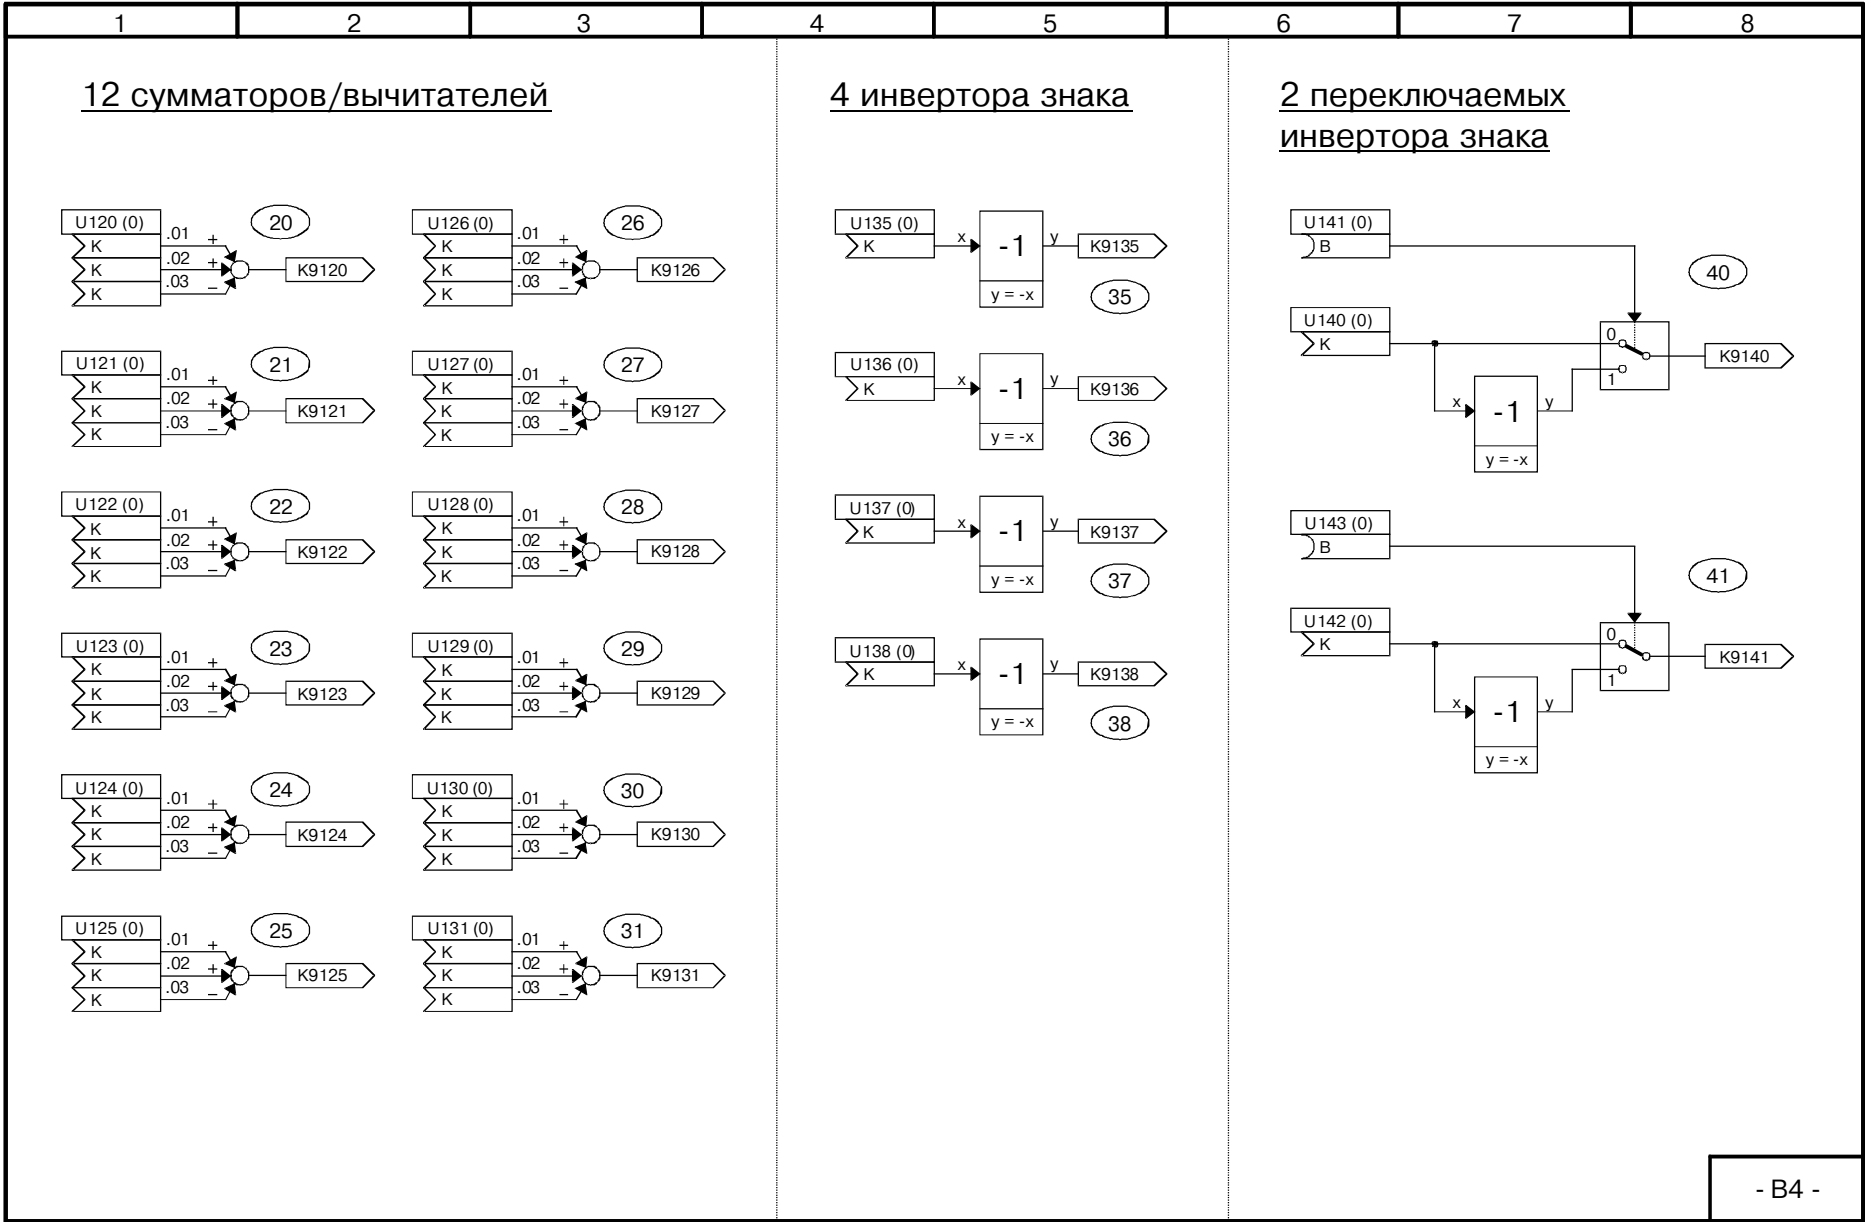 1 2 3 4 5 6 7 8
12 сумматоров/вычитателей
U120 (0)
K .01 +
K .02 +
K .03 −
20
K9120
U121 (0)
K .01 +
K .02 +
K .03 −
21
K9121
U122 (0)
K .01 +
K .02 +
K .03 −
22
K9122
U123 (0)
K .01 +
K .02 +
K .03 −
23
K9123
U124 (0)
K .01 +
K .02 +
K .03 −
24
K9124
U125 (0)
K .01 +
K .02 +
K .03 −
25
K9125
U126 (0)
K .01 +
K .02 +
K .03 −
26
K9126
U127 (0)
K .01 +
K .02 +
K .03 −
27
K9127
U128 (0)
K .01 +
K .02 +
K .03 −
28
K9128
U129 (0)
K .01 +
K .02 +
K .03 −
29
K9129
U130 (0)
K .01 +
K .02 +
K .03 −
30
K9130
U131 (0)
K .01 +
K .02 +
K .03 −
31
K9131
4 инвертора знака
U135 (0)
K x -1 y K9135
y = -x
35
U136 (0)
K x -1 y K9136
y = -x
36
U137 (0)
K x -1 y K9137
y = -x
37
U138 (0)
K x -1 y K9138
y = -x
38
2 переключаемых
инвертора знака
U141 (0)
B
40
U140 (0)
K
0
1
K9140
x -1 y
y = -x
U143 (0)
B
41
U142 (0)
K
0
1
K9141
x -1 y
y = -x
- B4 -